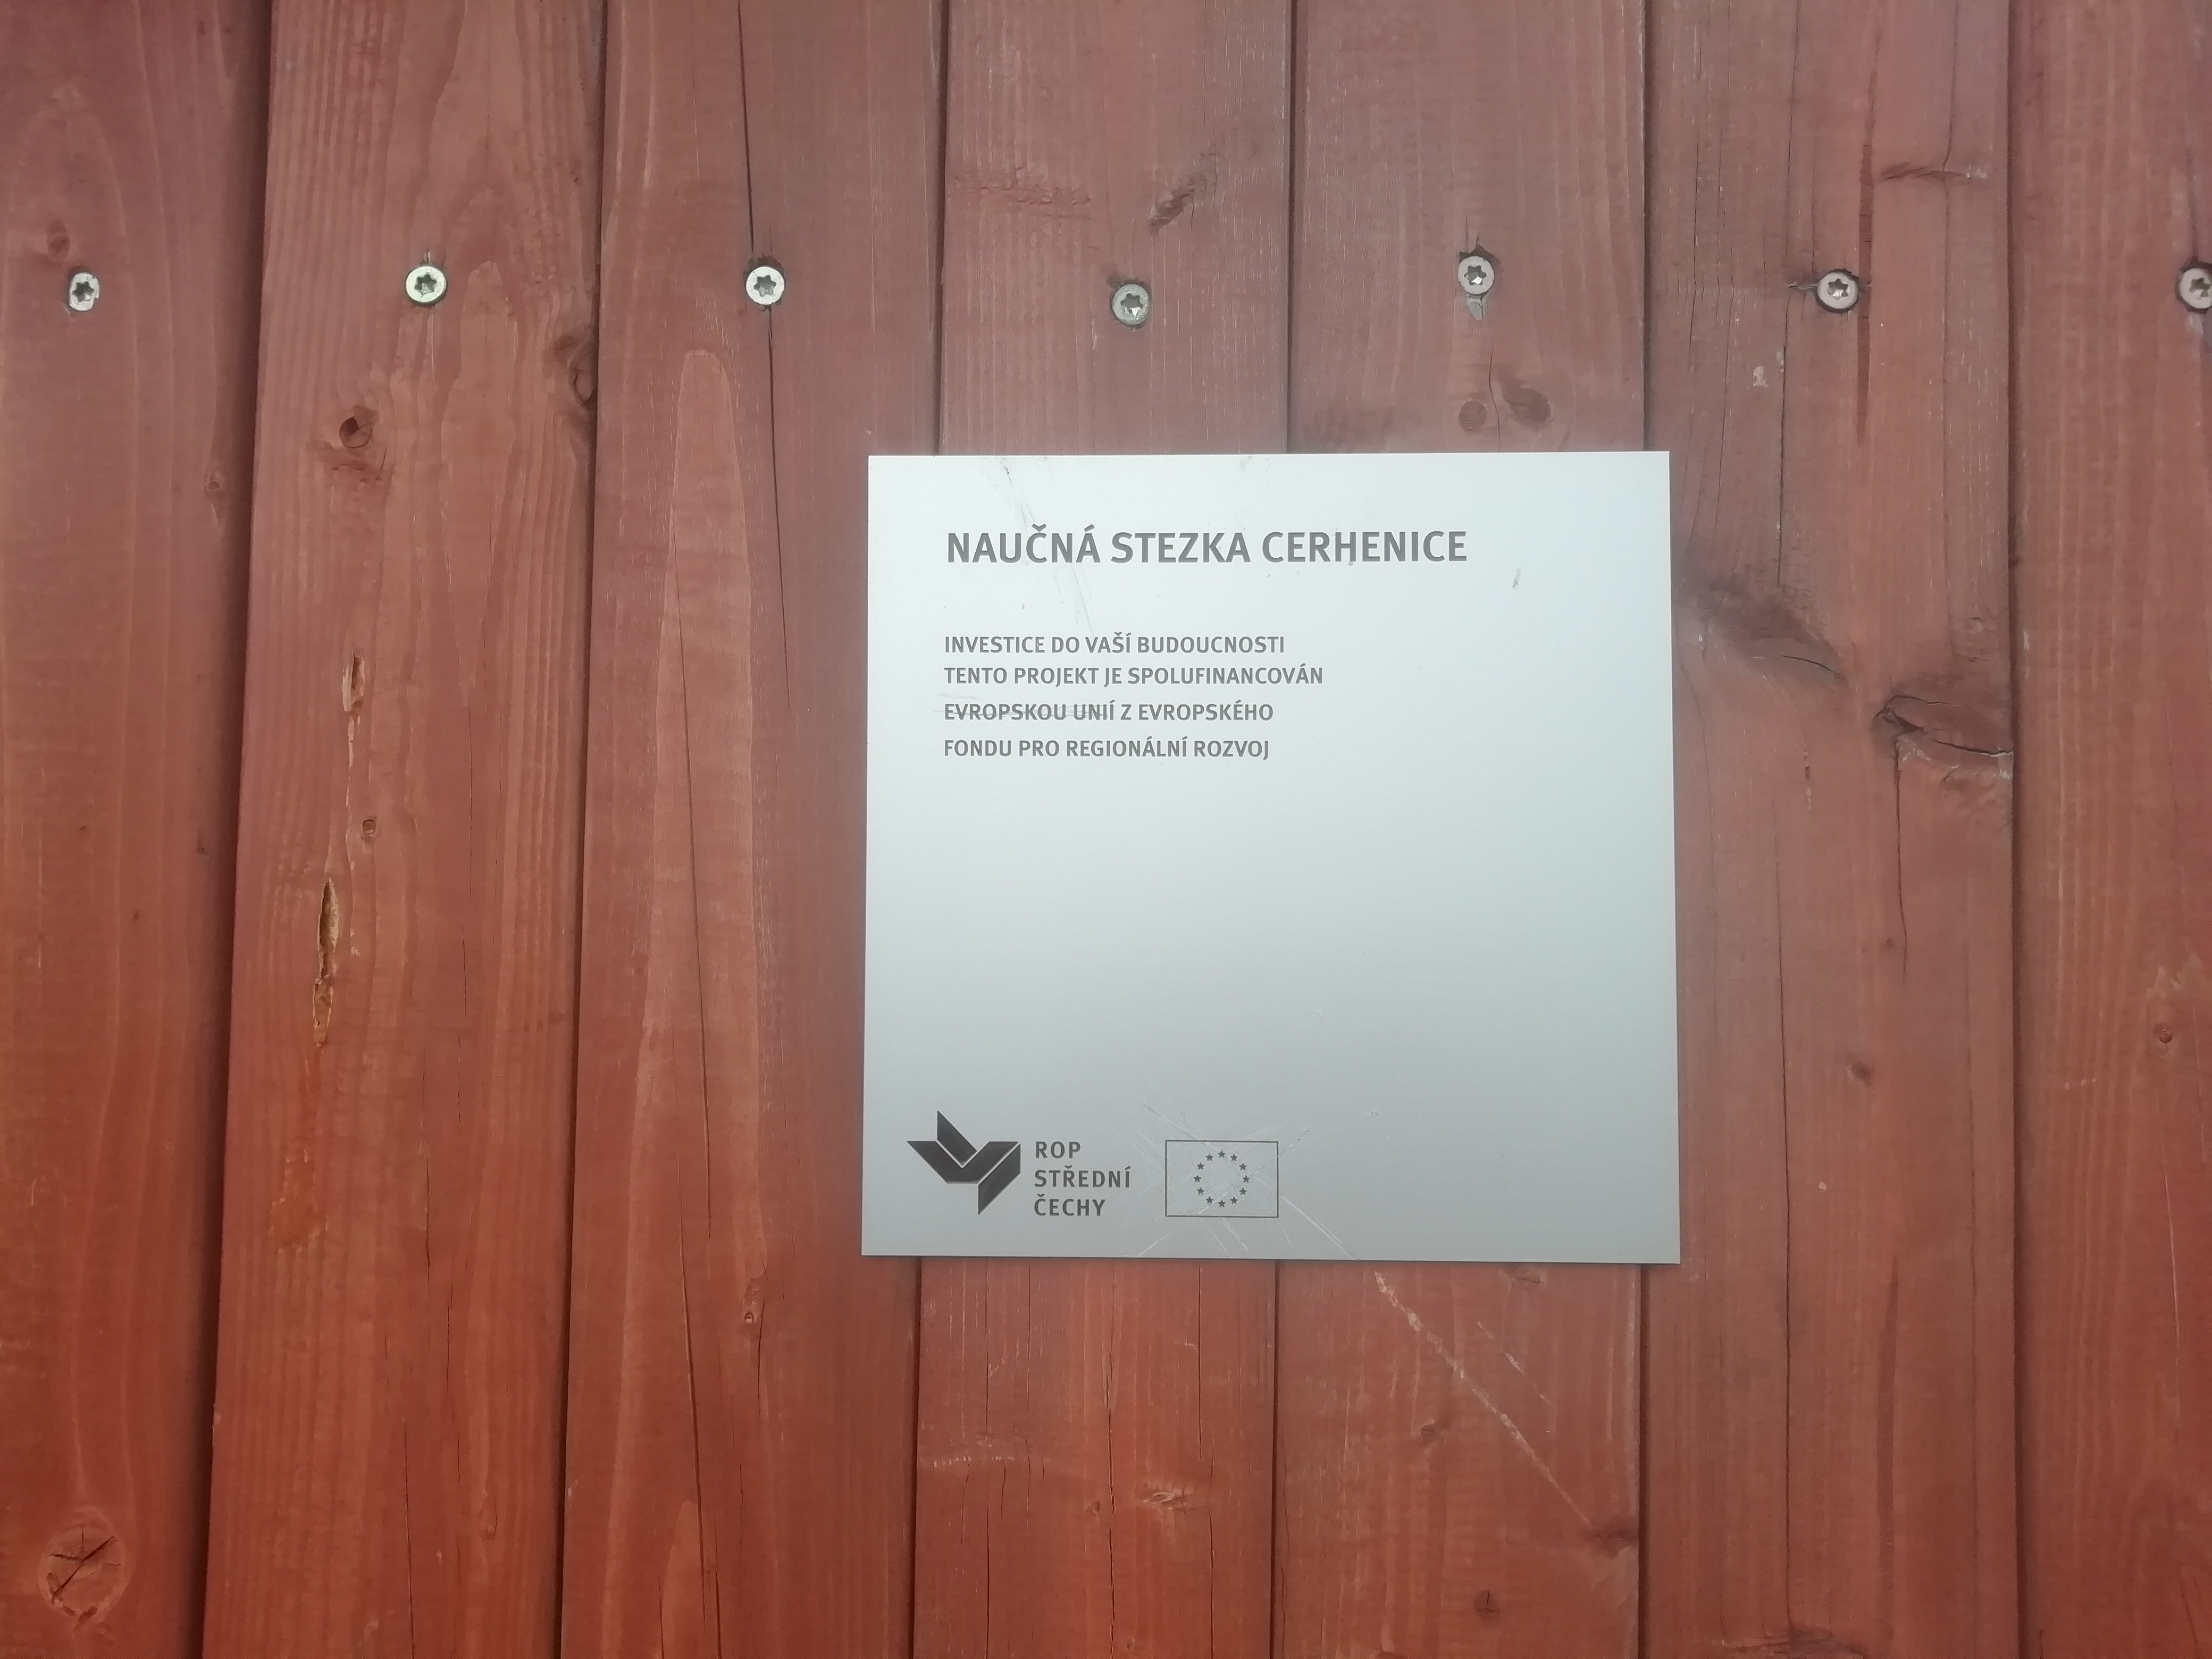 NAUČNÁ STEZKA CERHENICE
INVESTICE DO VAŠÍ BUDOUCNOSTI
TENTO PROJEKT JE SPOLUFINANCOVÁN
EVROPSKOU UNIÍ Z EVROPSKÉHO
FONDU PRO REGIONÁLNÍ ROZVOJ
ROP
STŘEDNÍ
ČECHY